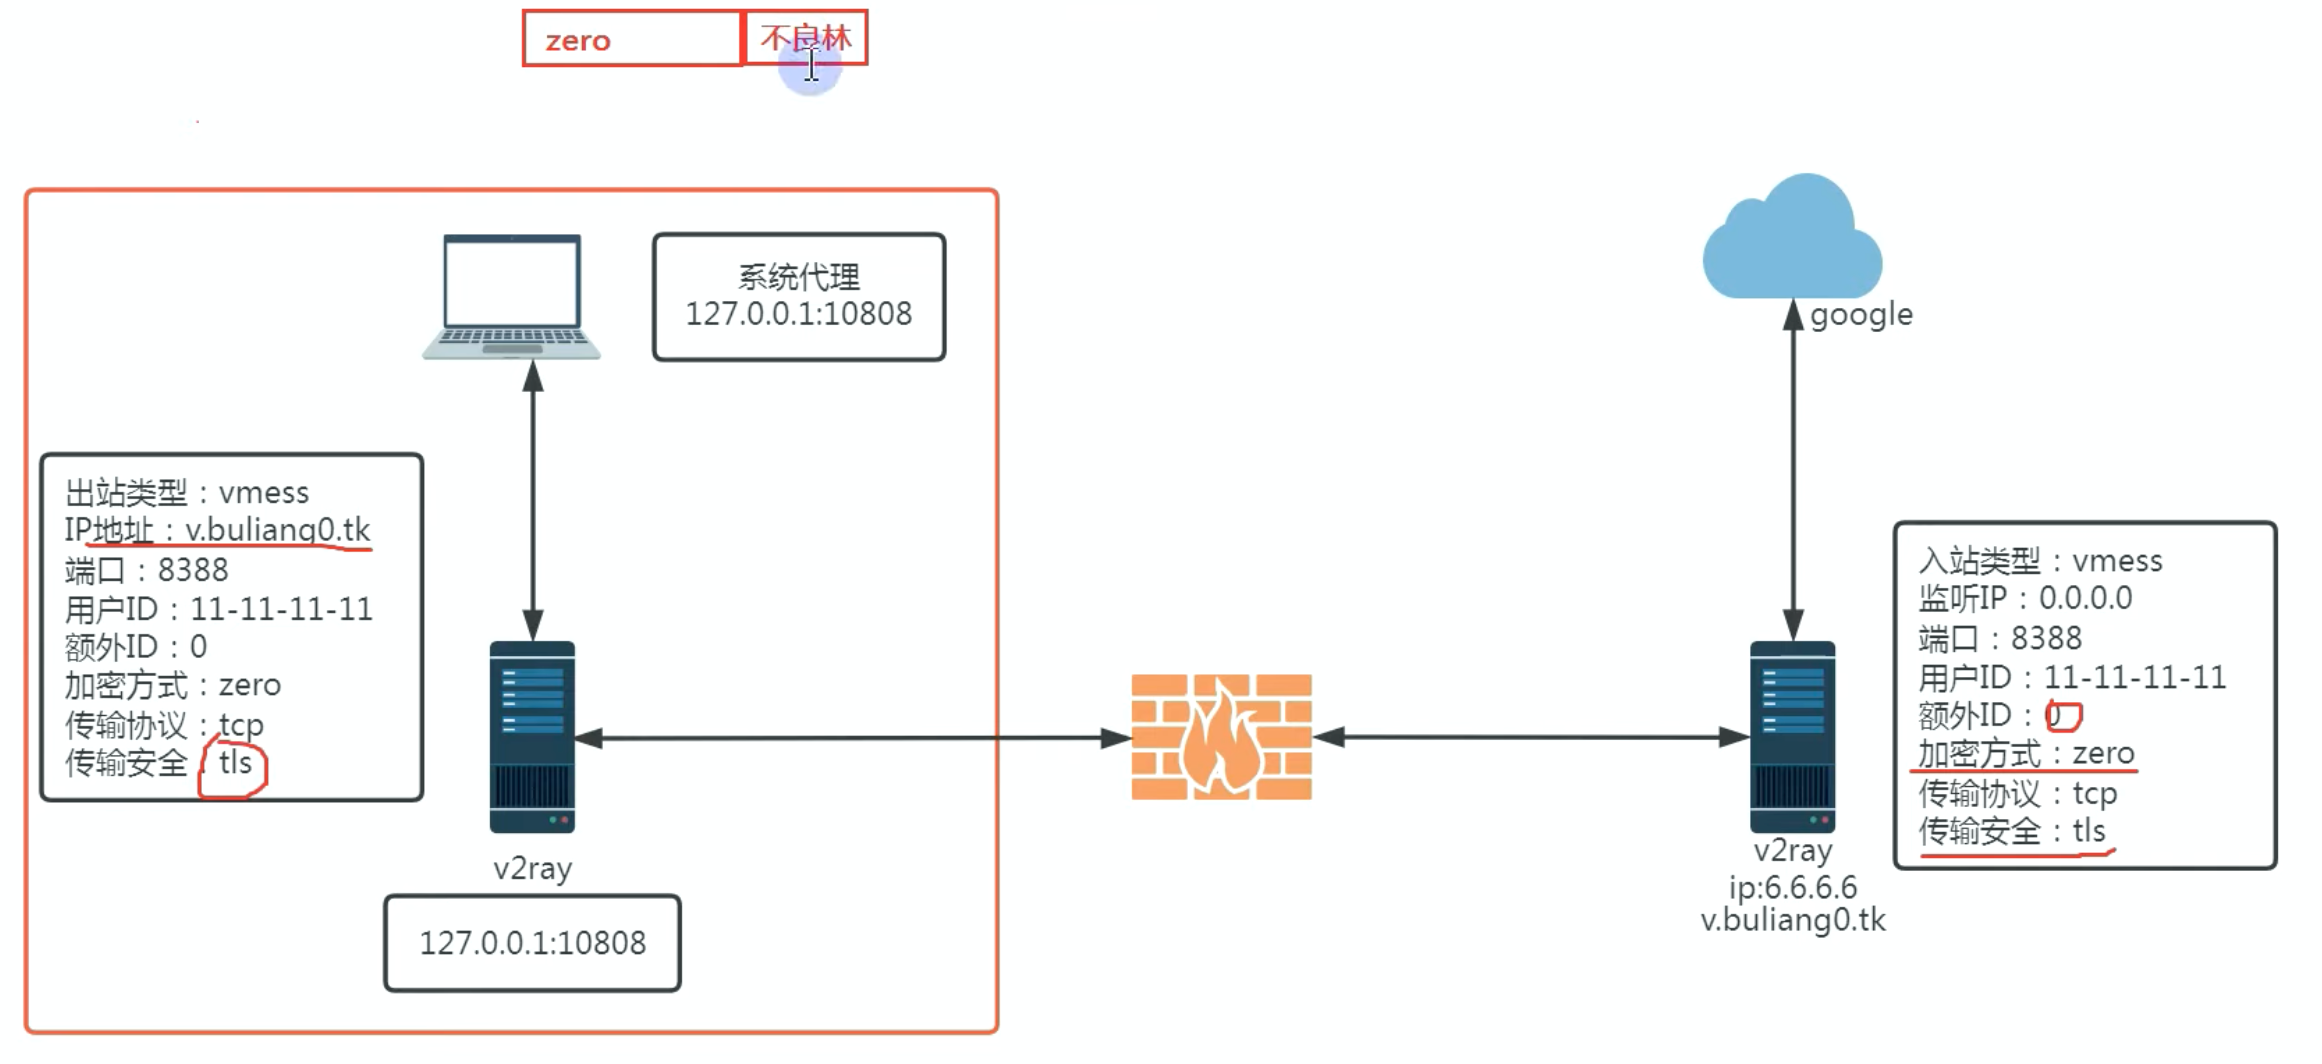 zero
不良林
系统代理
127.0.0.1:10808
google
出站类型：vmess
IP地址：v.buliang0.tk
端口：8388
用户ID：11-11-11-11
额外ID：0
加密方式：zero
传输协议：tcp
传输安全：tls
入站类型：vmess
监听IP：0.0.0.0
端口：8388
用户ID：11-11-11-11
额外ID：0
加密方式：zero
传输协议：tcp
传输安全：tls
v2ray
127.0.0.1:10808
v2ray
ip:6.6.6.6
v.buliang0.tk